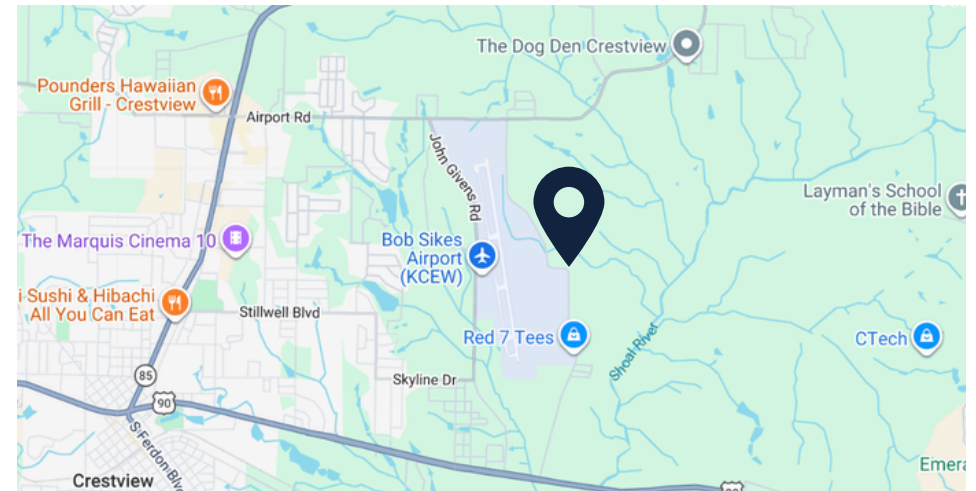 The Dog Den Crestview
Pounders Hawaiian
Grill - Crestview
Airport Rd
John Givens Rd
Layman's School
of the Bible
The Marquis Cinema 10
Bob Sikes
Airport
(KCEW)
i Sushi & Hibachi
All You Can Eat
Stillwell Blvd
Red 7 Tees
Shoal River
CTech
85
Skyline Dr
90
S Ferdon Blv
Emera
Crestview